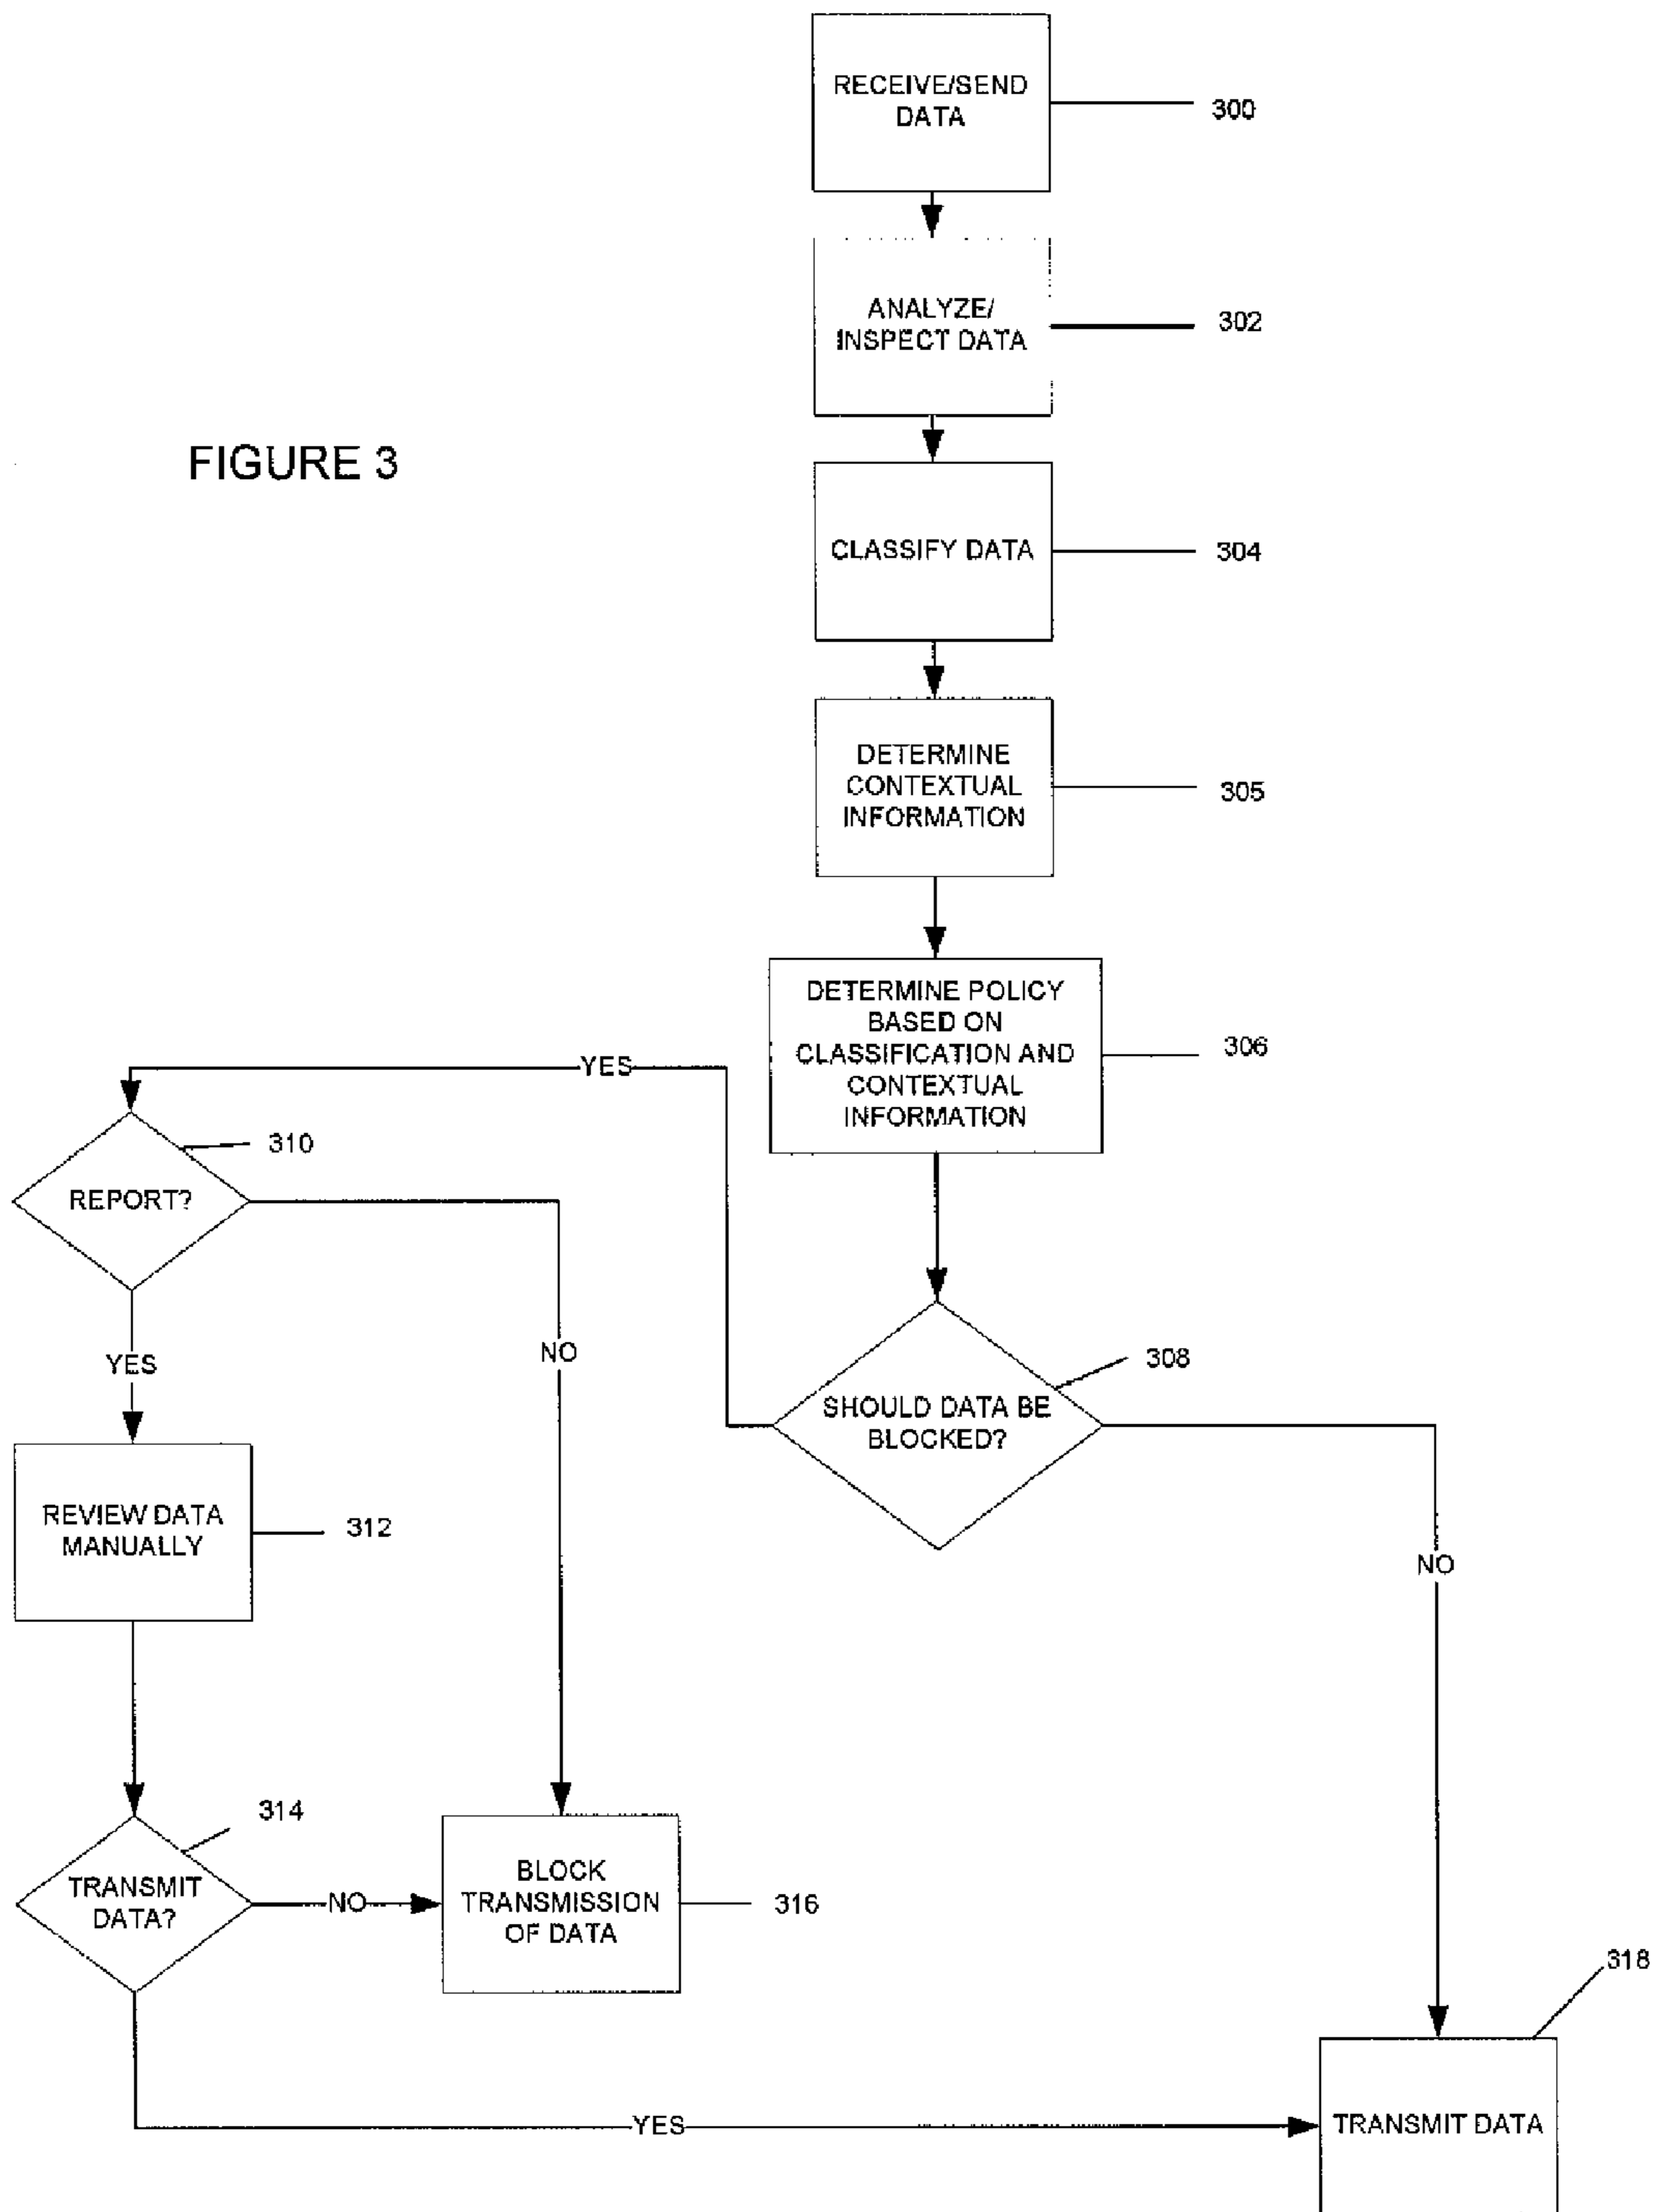 RECEIVE/SEND
DATA
300
ANALYZE/
INSPECT DATA
302
FIGURE 3
CLASSIFY DATA
304
DETERMINE
CONTEXTUAL
INFORMATION
305
DETERMINE POLICY
BASED ON
CLASSIFICATION AND
CONTEXTUAL
INFORMATION
306
YES
310
REPORT?
NO
YES
308
SHOULD DATA BE
BLOCKED?
REVIEW DATA
MANUALLY
312
NO
314
TRANSMIT
DATA?
NO
BLOCK
TRANSMISSION
OF DATA
316
318
YES
TRANSMIT DATA